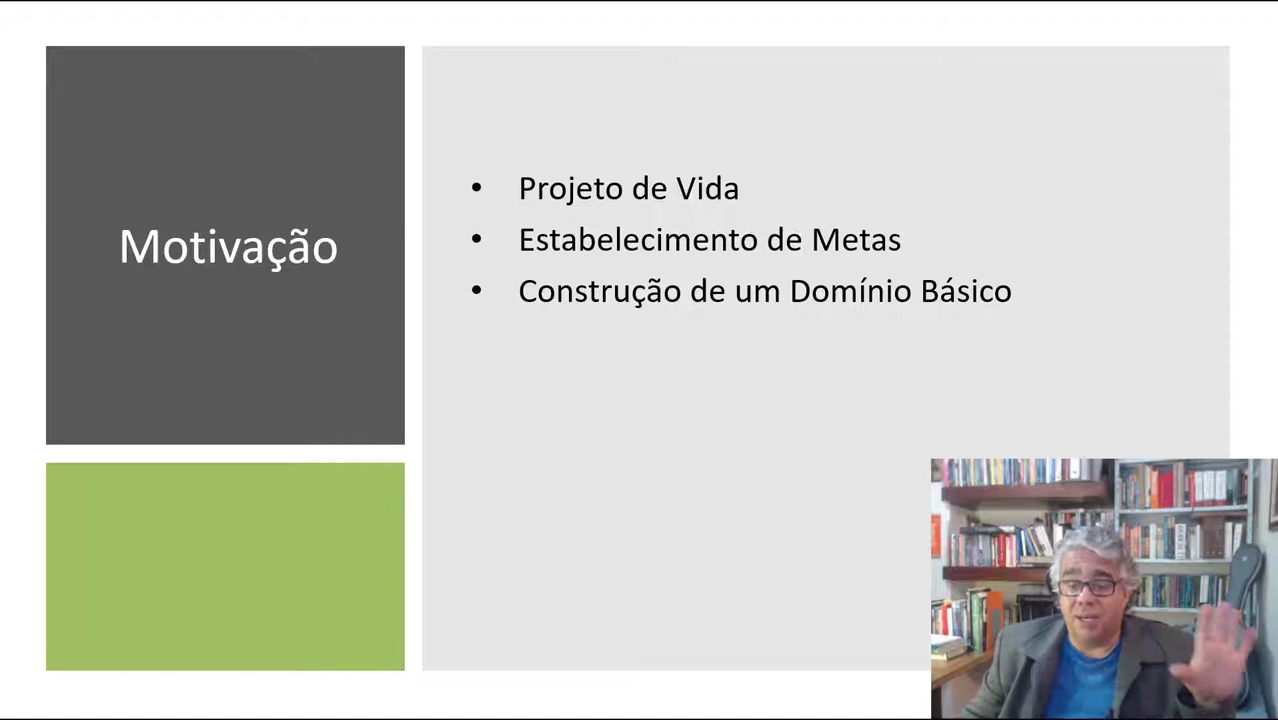 Motivação
• Projeto de Vida
• Estabelecimento de Metas
• Construção de um Domínio Básico